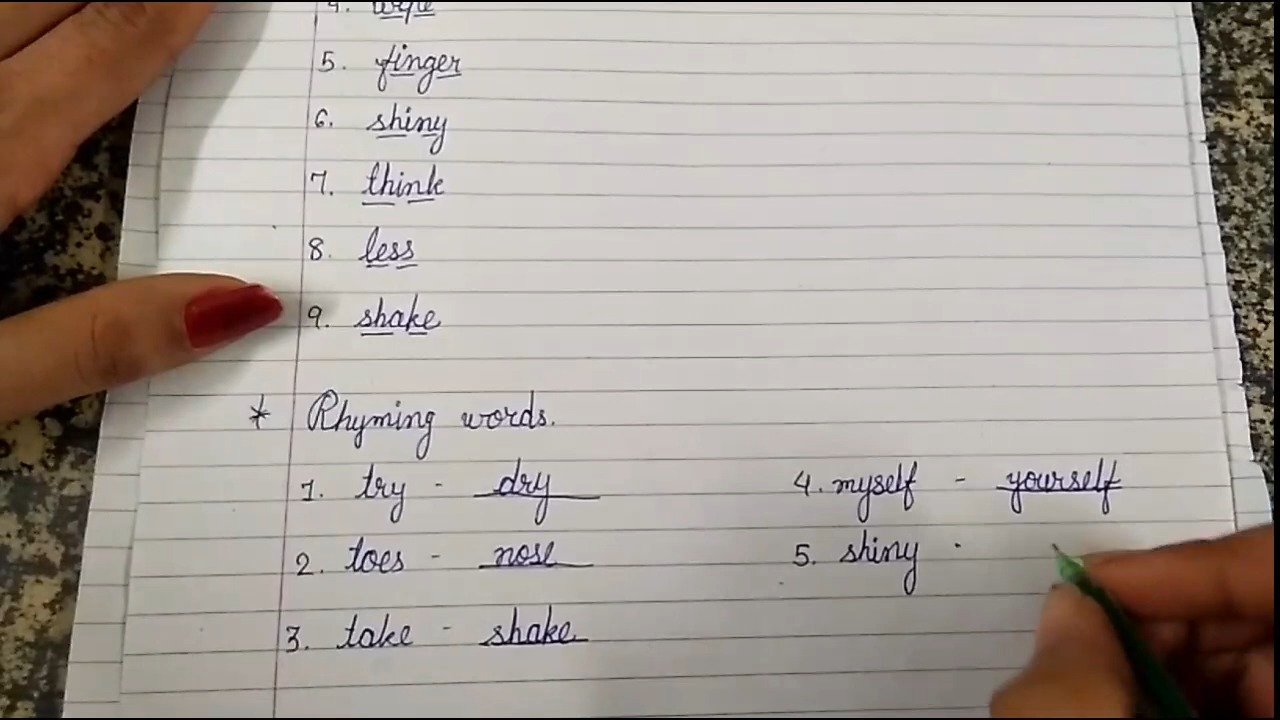 5. finger
6. shiny
7. think
8. less
9. shake
* Rhyming words.
1. try - dry
2. toes - nose
3. take - shake
4. myself - yourself
5. shiny -